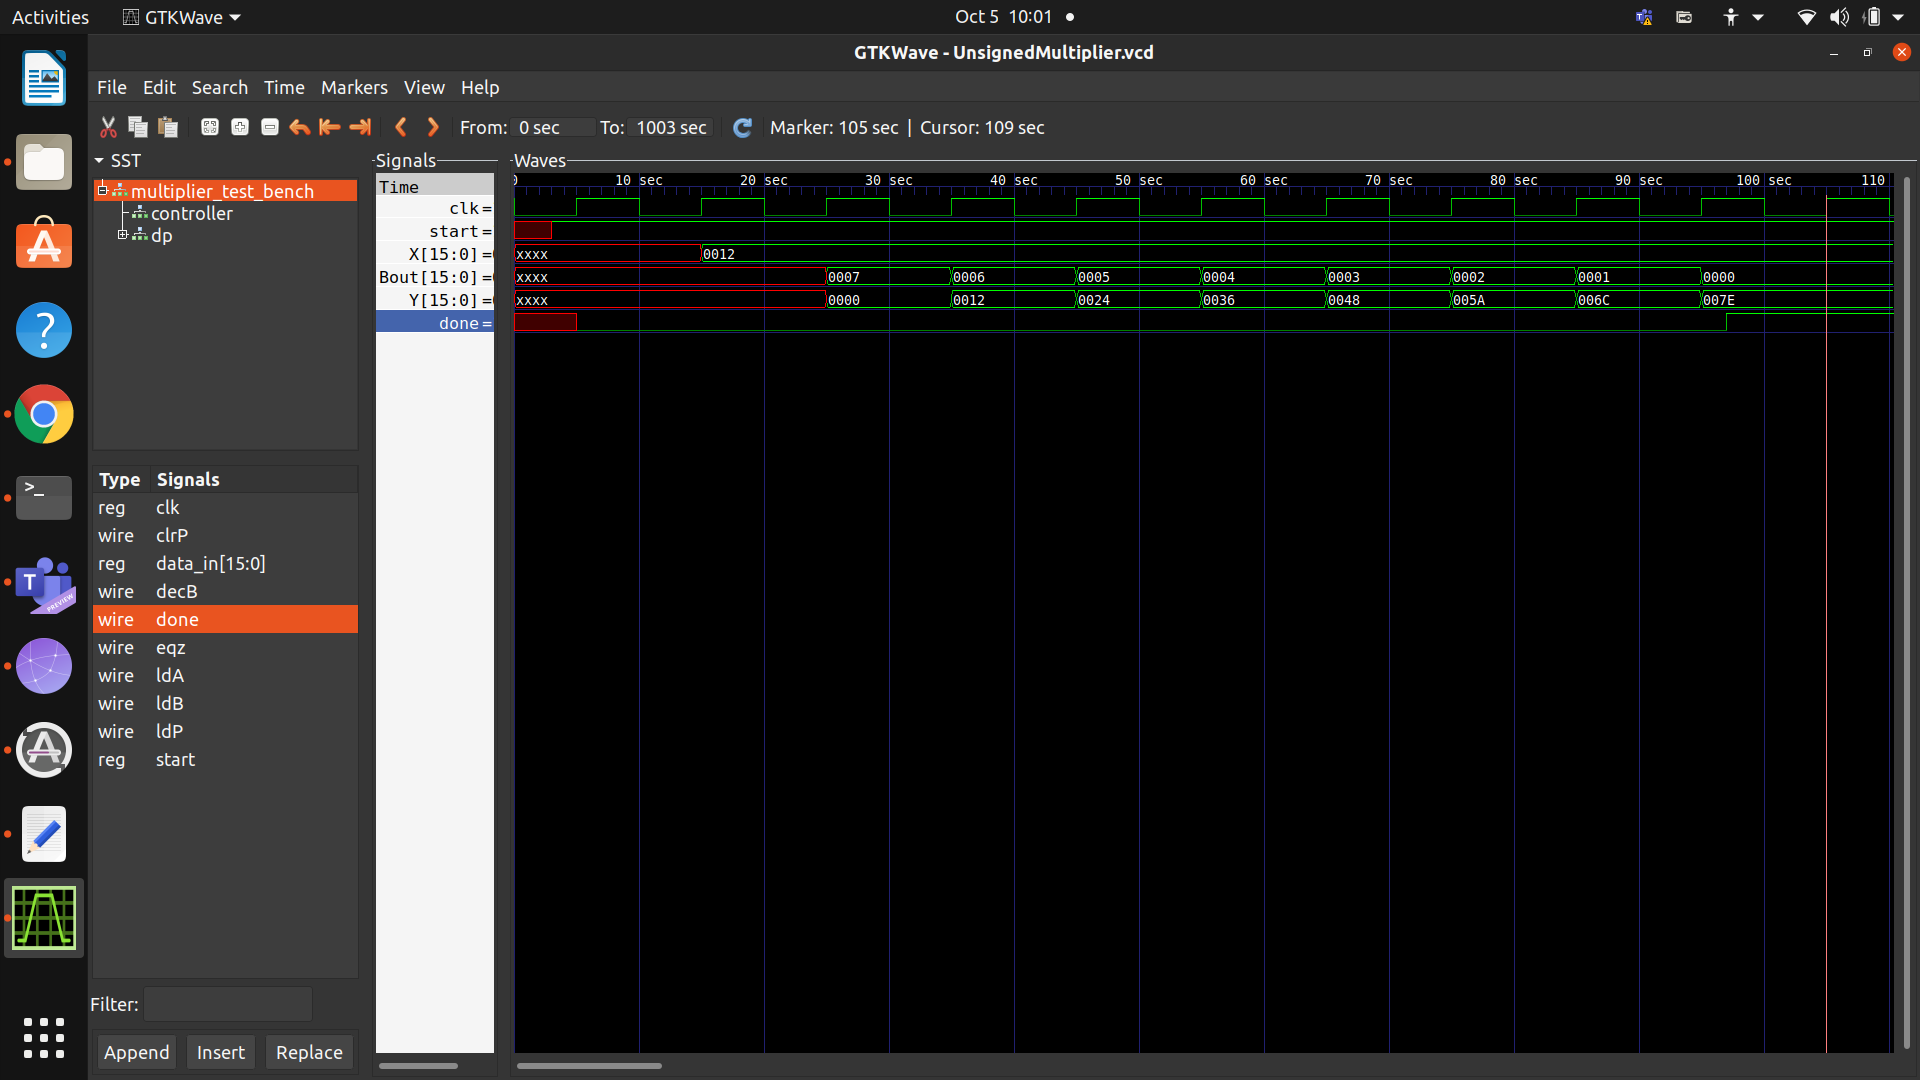 Activities GTKWave Oct 5 10:01
GTKWave - UnsignedMultiplier.vcd
File Edit Search Time Markers View Help
From: 0 sec To: 1003 sec Marker: 105 sec | Cursor: 109 sec
SST
multiplier_test_bench
controller
dp
Type Signals
reg clk
wire clrP
reg data_in[15:0]
wire decB
wire done
wire eqz
wire ldA
wire ldB
wire ldP
reg start
Filter:
Append Insert Replace
Signals
Time
clk=
start=
X[15:0]=
Bout[15:0]=
Y[15:0]=
done=
Waves
10 sec 20 sec 30 sec 40 sec 50 sec 60 sec 70 sec 80 sec 90 sec 100 sec 110
xxxx 0012
xxxx 0007 0006 0005 0004 0003 0002 0001 0000
xxxx 0000 0012 0024 0036 0048 005A 006C 007E
T
PREVIEW